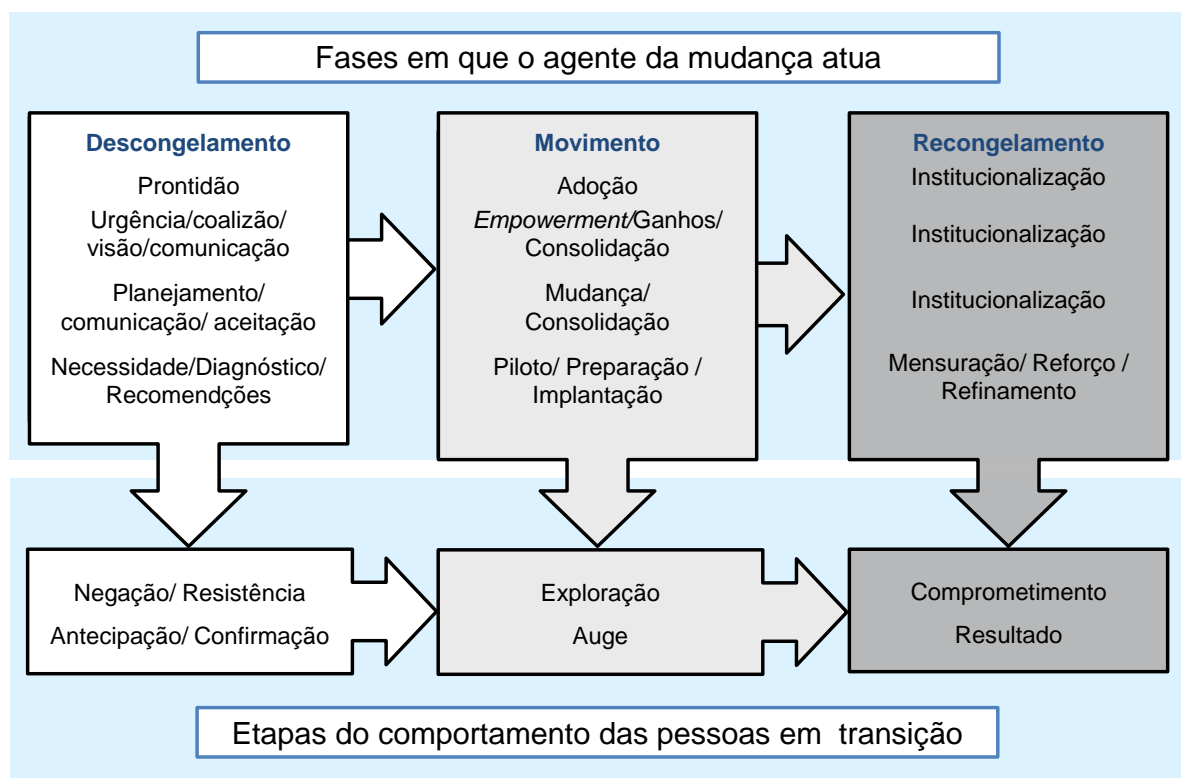 Fases em que o agente da mudança atua
Descongelamento
Prontidão
Urgência/coalizão/
visão/comunicação
Planejamento/
comunicação/ aceitação
Necessidade/Diagnóstico/
Recomendções
Movimento
Adoção
Empowerment/Ganhos/
Consolidação
Mudança/
Consolidação
Piloto/ Preparação /
Implantação
Recongelamento
Institucionalização
Institucionalização
Institucionalização
Mensuração/ Reforço /
Refinamento
Negação/ Resistência
Antecipação/ Confirmação
Exploração
Auge
Comprometimento
Resultado
Etapas do comportamento das pessoas em  transição